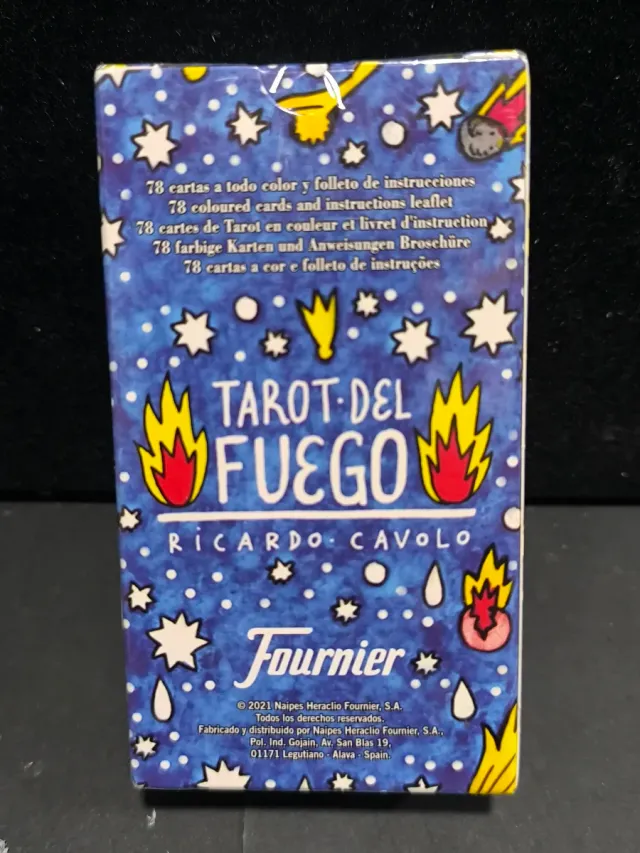 78 cartas a todo color y folleto de instrucciones
78 coloured cards and instructions leaflet
78 cartes de Tarot en couleur et livret d'instruction
78 farbige Karten und Anweisungen Broschüre
78 cartas a cor e folleto de instruções
TAROT·DEL
FUEGO
RICARDO·CAVOLO
Fournier
© 2021 Naipes Heraclio Fournier, S.A.
Todos los derechos reservados.
Fabricado y distribuido por Naipes Heraclio Fournier, S.A.,
Pol. Ind. Gojain. Av. San Blas 19,
01171 Legutiano - Alava - Spain.